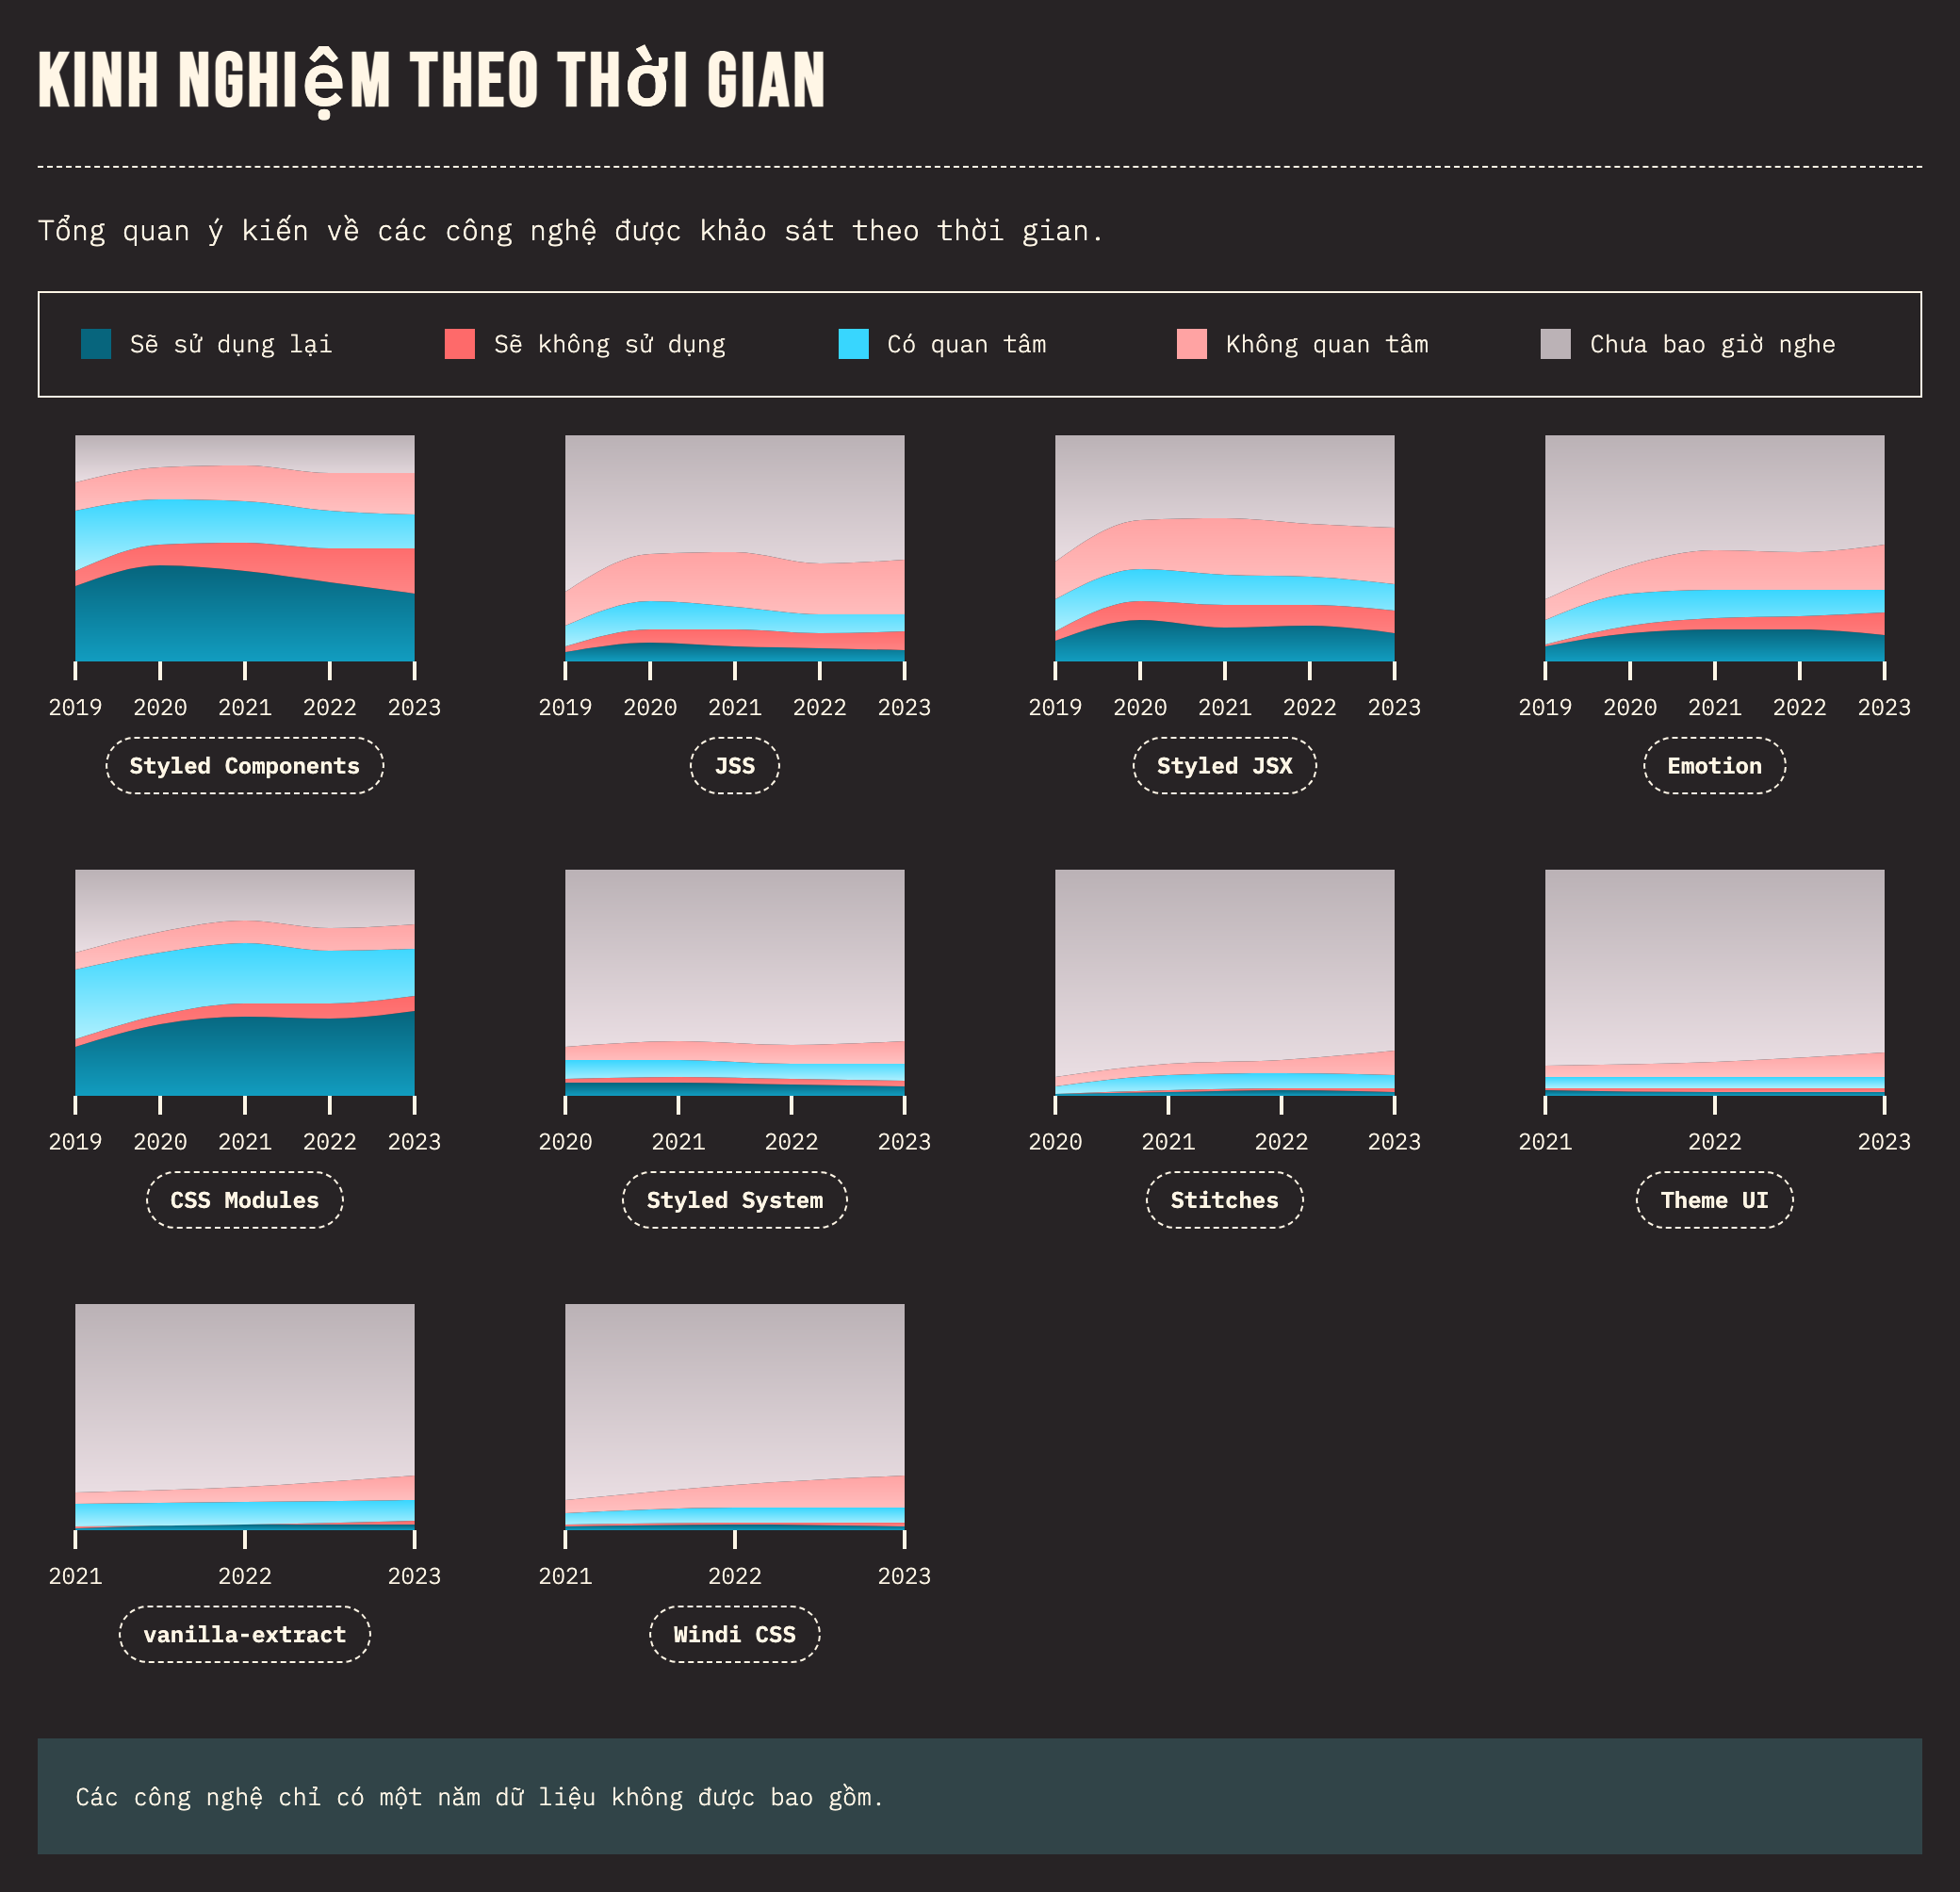 KINH NGHIỆM THEO THỜI GIAN
Tổng quan ý kiến về các công nghệ được khảo sát theo thời gian.
Sẽ sử dụng lại Sẽ không sử dụng Có quan tâm Không quan tâm Chưa bao giờ nghe
2019 2020 2021 2022 2023 2019 2020 2021 2022 2023 2019 2020 2021 2022 2023 2019 2020 2021 2022 2023
Styled Components JSS Styled JSX Emotion
2019 2020 2021 2022 2023 2020 2021 2022 2023 2020 2021 2022 2023 2021 2022 2023
CSS Modules Styled System Stitches Theme UI
2021 2022 2023 2021 2022 2023
vanilla-extract Windi CSS
Các công nghệ chỉ có một năm dữ liệu không được bao gồm.